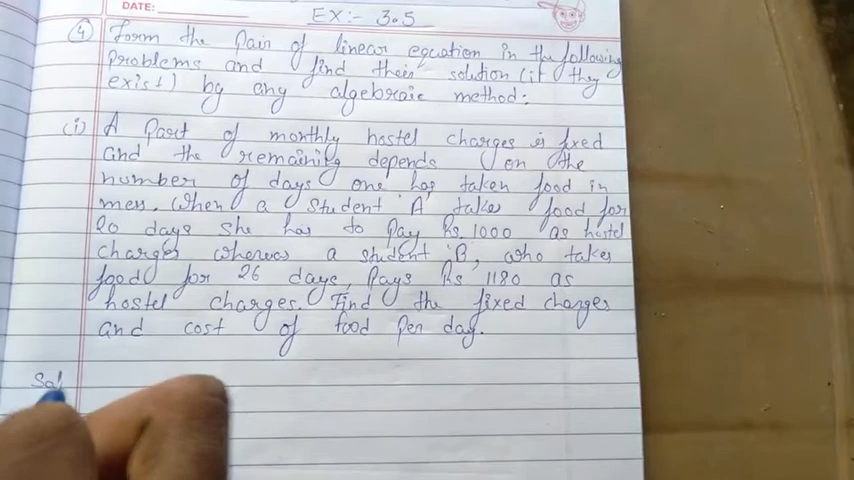 DATE:
EX:- 3.5
(4) Form the Pair of linear equation in the following
Problems and find their solution (if they
exist) by any algebraic method:
(i) A Part of monthly hostel charges is fixed
and the remaining depends on the
number of days one has taken food in
mess. When a Student 'A' takes food for
20 days she has to Pay Rs. 1000 as hostel
charges whereas a student 'B', who takes
food for 26 days, Pays Rs 1180 as
hostel charges. Find the fixed charges
and cost of food Per day.
Sol